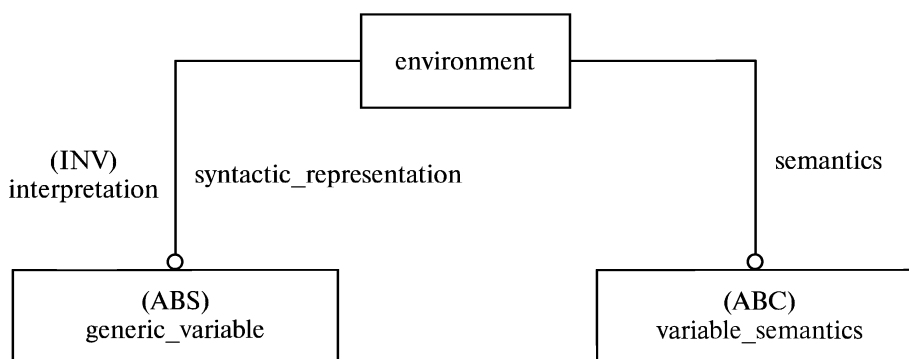 environment
(INV)
interpretation
syntactic_representation
semantics
(ABS)
generic_variable
(ABC)
variable_semantics